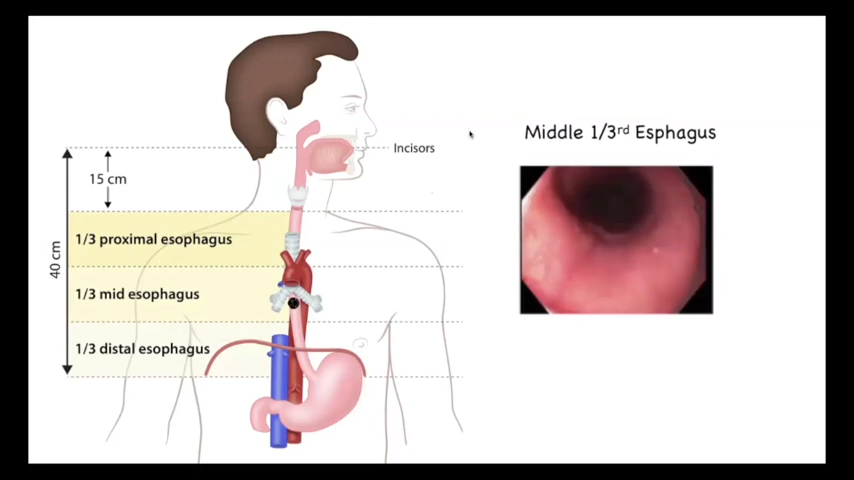 Middle 1/3rd Esphagus
Incisors
15 cm
40 cm
1/3 proximal esophagus
1/3 mid esophagus
1/3 distal esophagus